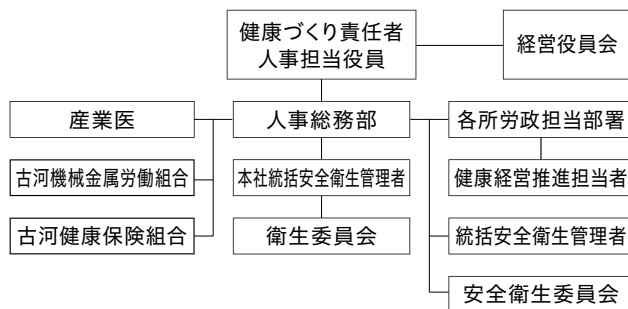 健康づくり責任者
人事担当役員
経営役員会
産業医
人事総務部
各所労政担当部署
古河機械金属労働組合
本社統括安全衛生管理者
健康経営推進担当者
古河健康保険組合
衛生委員会
統括安全衛生管理者
安全衛生委員会